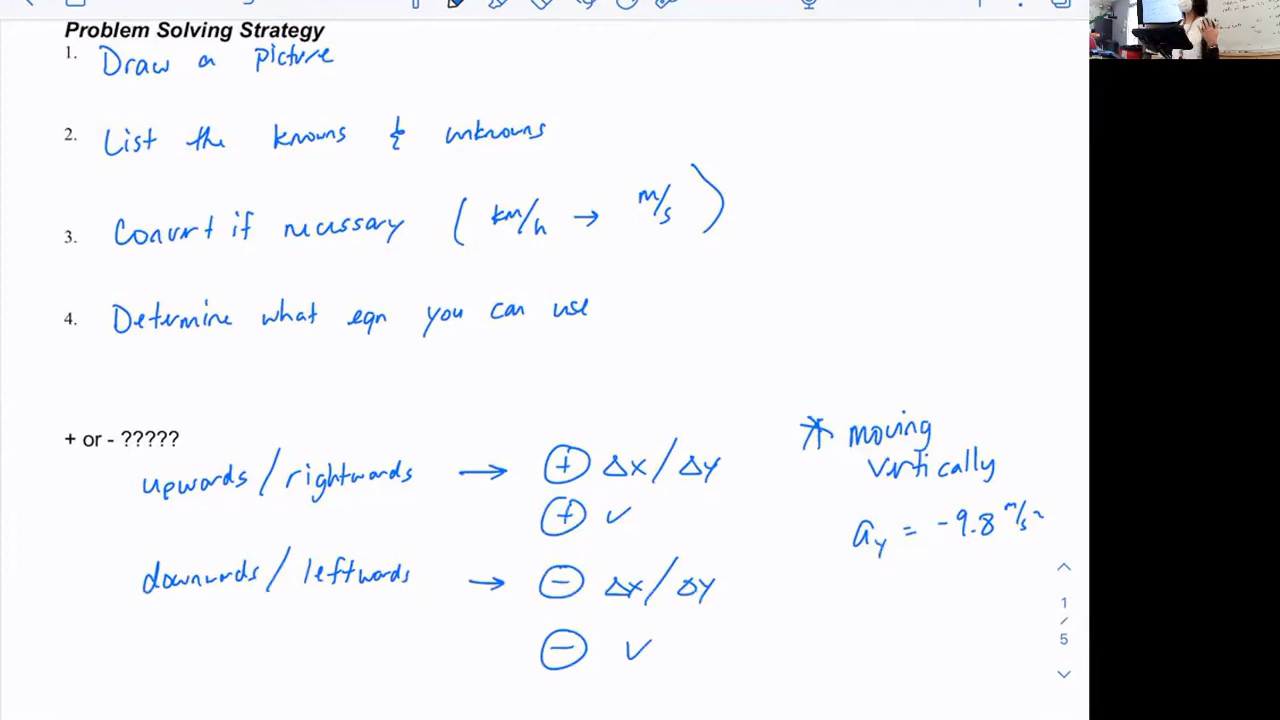 Problem Solving Strategy
1. Draw a picture
2. List the knowns & unknowns
3. Convert if necessary ( km/h → m/s )
4. Determine what eqn you can use
+ or - ?????
upwards / rightwards → + Δx / Δy
+ v
downwards / leftwards → - Δx / Δy
- v
* moving
vertically
ay = -9.8 m/s²
1
/
5